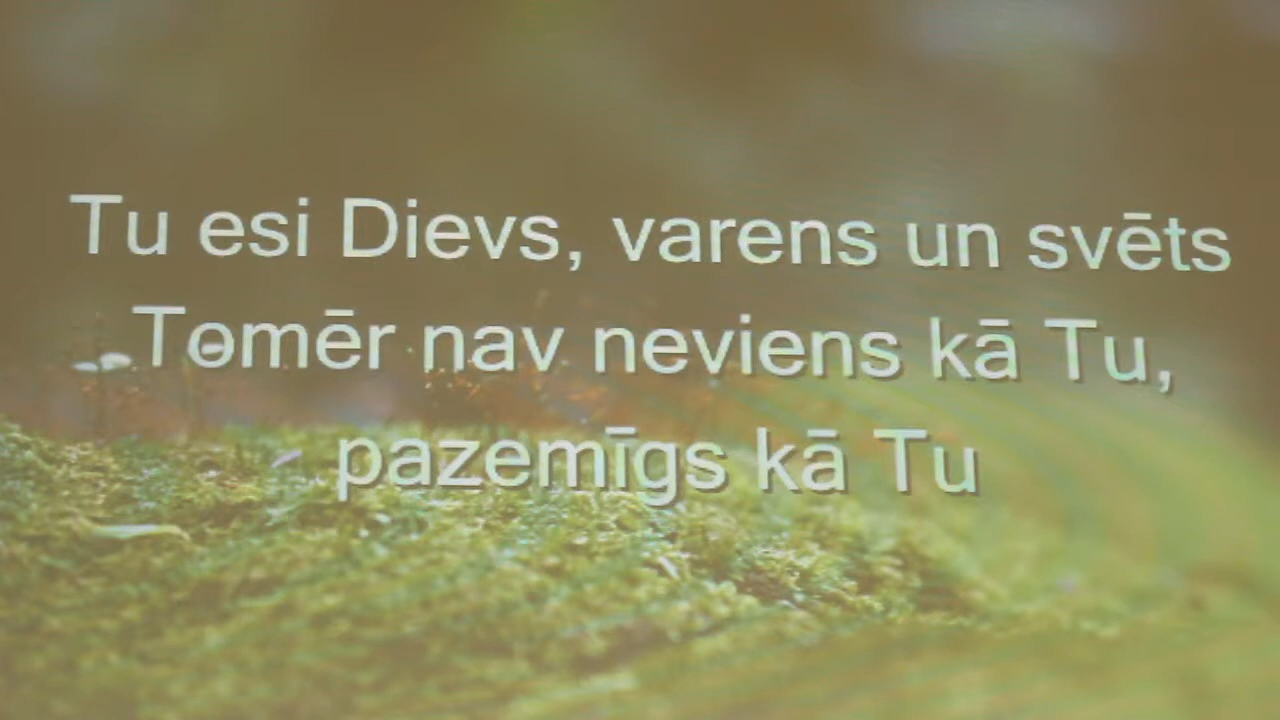 Tu esi Dievs, varens un svēts
Tomēr nav neviens kā Tu,
pazemīgs kā Tu